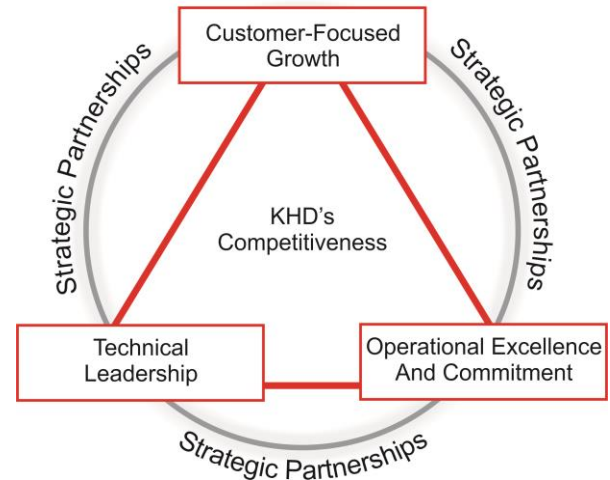 Customer-Focused
Growth
Strategic Partnerships
Strategic Partnerships
KHD's
Competitiveness
Technical
Leadership
Operational Excellence
And Commitment
Strategic Partnerships